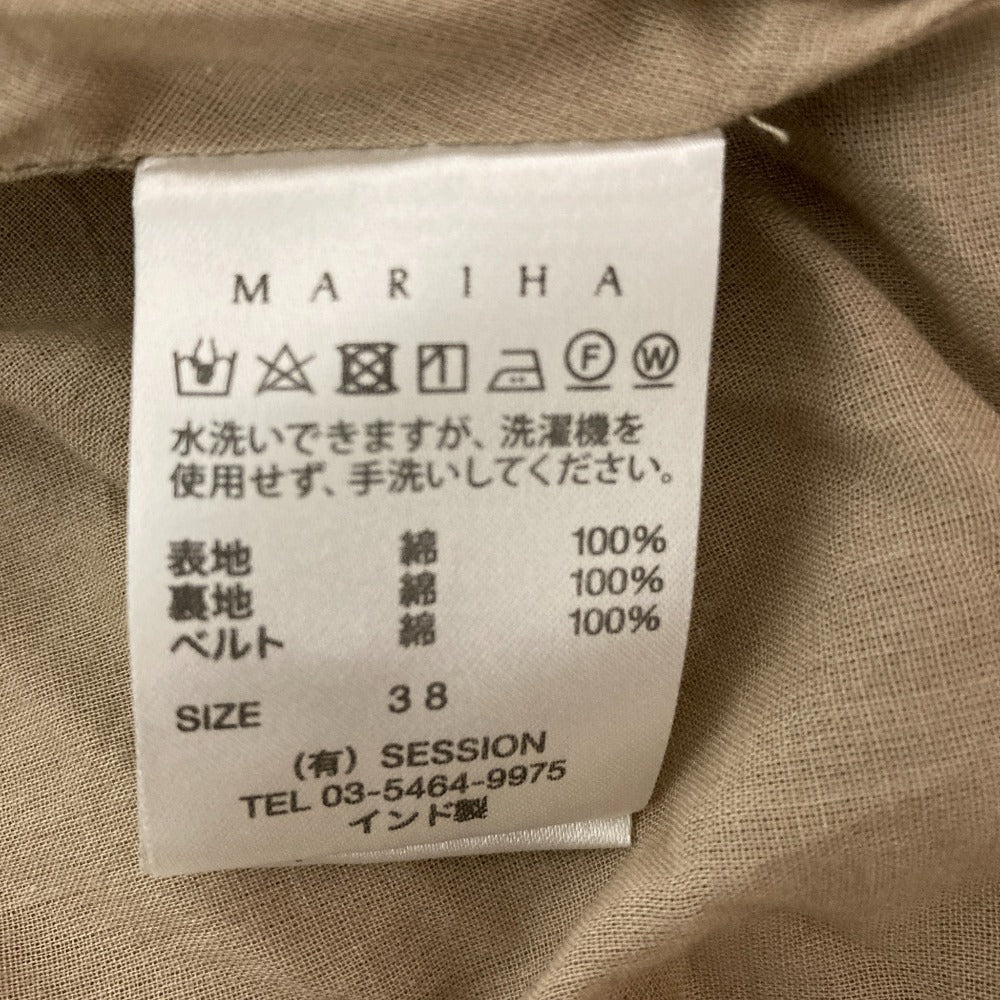 MARIHA
F W
水洗いできますが、洗濯機を
使用せず、手洗いしてください。
表地 綿 100%
裏地 綿 100%
ベルト 綿 100%
SIZE 38
(有) SESSION
TEL 03-5464-9975
インド製